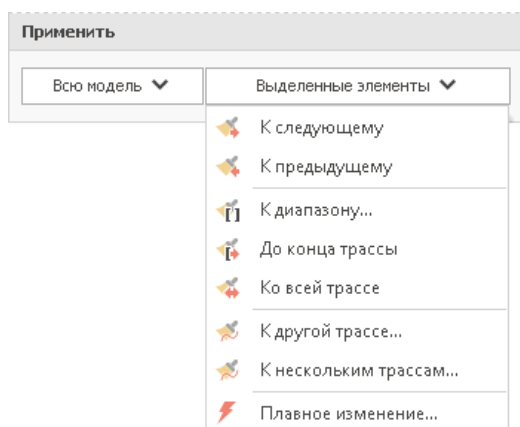 Применить
Всю модель Выделенные элементы
К следующему
К предыдущему
К диапазону...
До конца трассы
Ко всей трассе
К другой трассе...
К нескольким трассам...
Плавное изменение...